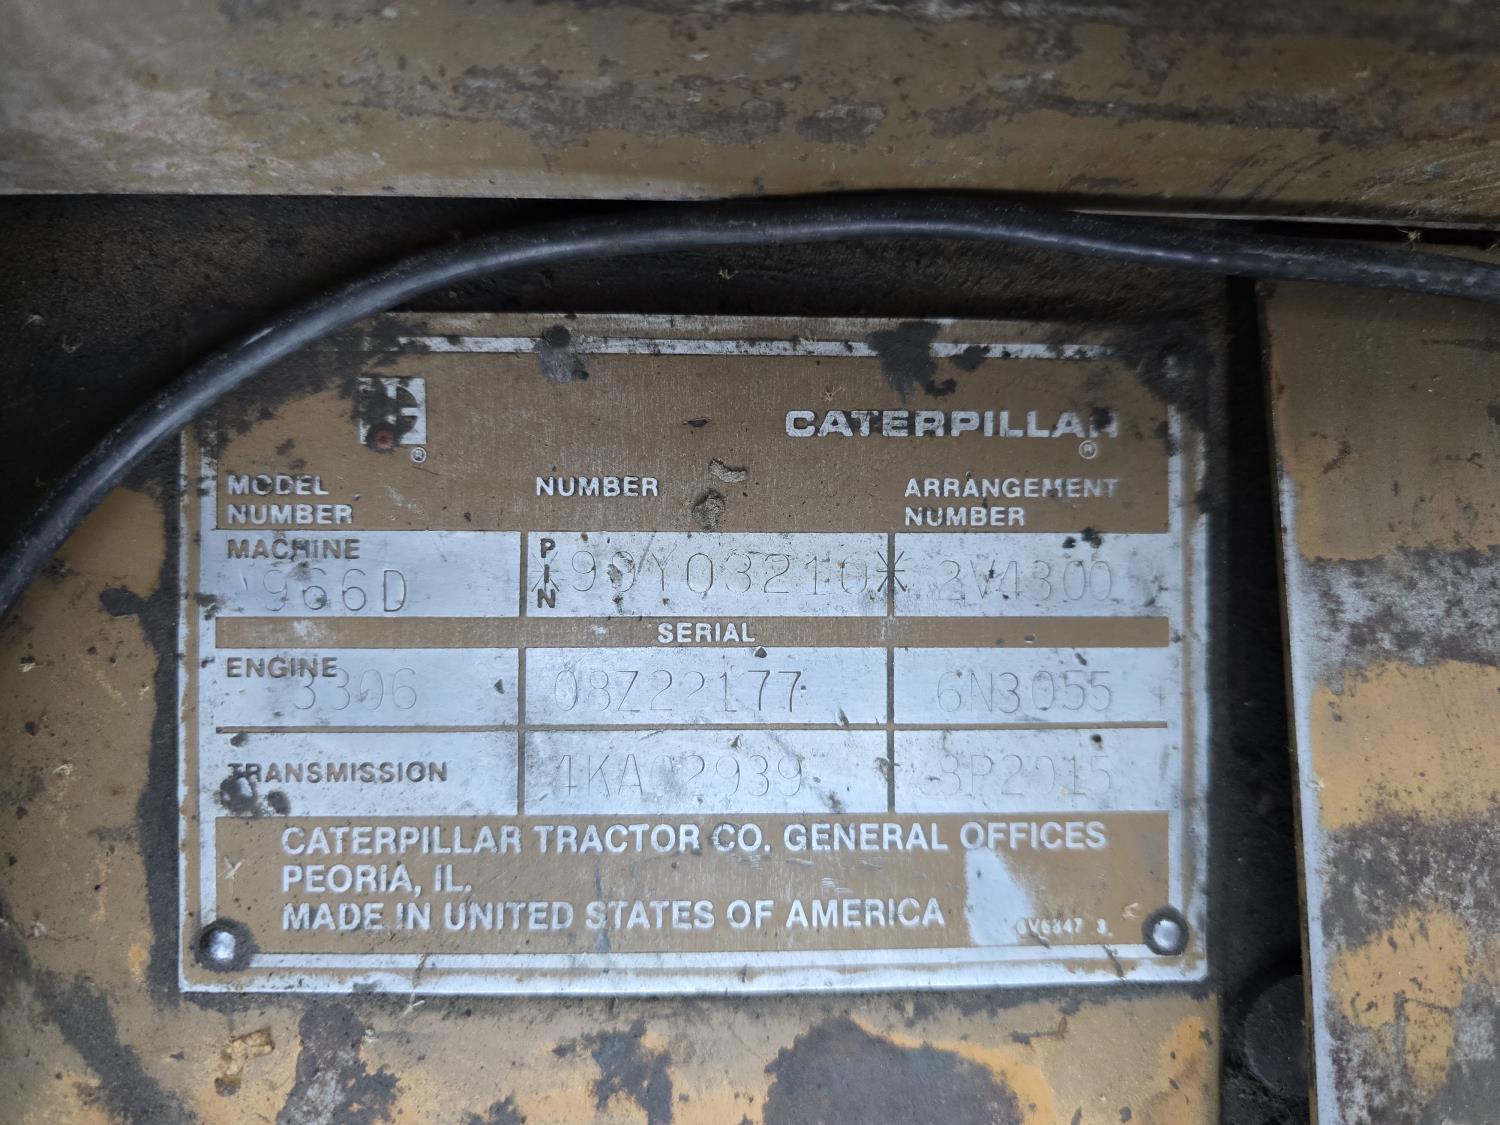 CATERPILLAR
®
®
MODEL NUMBER NUMBER ARRANGEMENT NUMBER
MACHINE 966D PIN *99Y03210* 2V4300
SERIAL
ENGINE 3306 08Z22177 6N3055
TRANSMISSION 4KA02939 3P2015
CATERPILLAR TRACTOR CO. GENERAL OFFICES
PEORIA, IL.
MADE IN UNITED STATES OF AMERICA